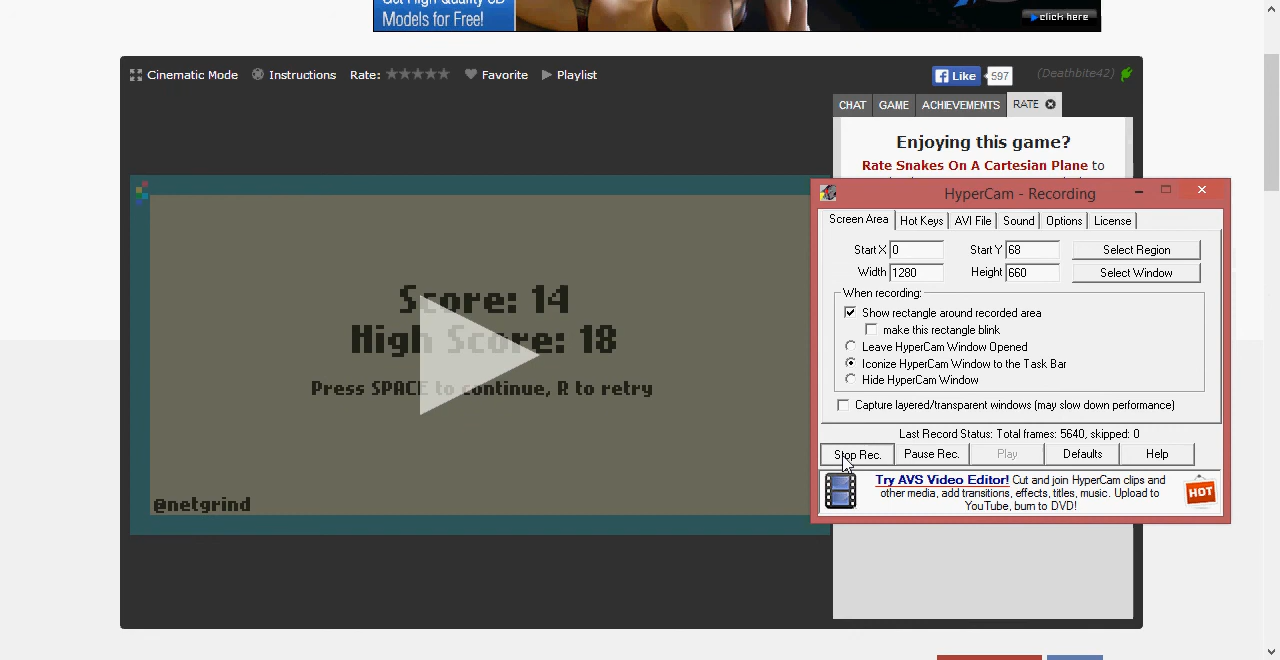 Get High Quality 3D
Models for Free!
click here
Cinematic Mode
Instructions
Rate:
Favorite
Playlist
Like
597
(Deathbite42)
CHAT
GAME
ACHIEVEMENTS
RATE
Enjoying this game?
Rate Snakes On A Cartesian Plane to
Score: 14
High Score: 18
Press SPACE to continue, R to retry
@netgrind
HyperCam - Recording
Screen Area
Hot Keys
AVI File
Sound
Options
License
Start X 0
Start Y 68
Select Region
Width 1280
Height 660
Select Window
When recording:
Show rectangle around recorded area
make this rectangle blink
Leave HyperCam Window Opened
Iconize HyperCam Window to the Task Bar
Hide HyperCam Window
Capture layered/transparent windows (may slow down performance)
Last Record Status: Total frames: 5640, skipped: 0
Stop Rec.
Pause Rec.
Play
Defaults
Help
Try AVS Video Editor! Cut and join HyperCam clips and
other media, add transitions, effects, titles, music. Upload to
YouTube, burn to DVD!
HOT